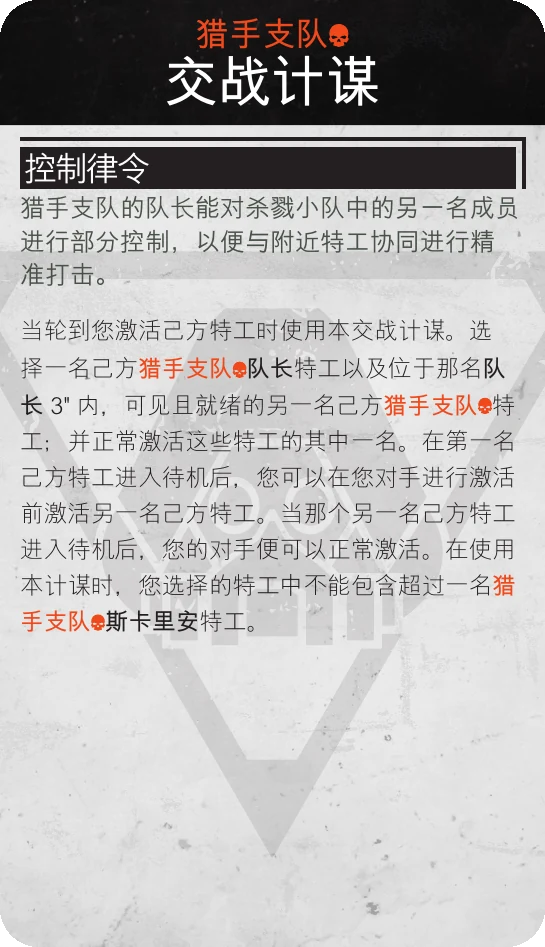 猎手支队
交战计谋
控制律令
猎手支队的队长能对杀戮小队中的另一名成员
进行部分控制，以便与附近特工协同进行精
准打击。
当轮到您激活己方特工时使用本交战计谋。选
择一名己方猎手支队队长特工以及位于那名队
长 3" 内，可见且就绪的另一名己方猎手支队特
工；并正常激活这些特工的其中一名。在第一名
己方特工进入待机后，您可以在您对手进行激活
前激活另一名己方特工。当那个另一名己方特工
进入待机后，您的对手便可以正常激活。在使用
本计谋时，您选择的特工中不能包含超过一名猎
手支队斯卡里安特工。